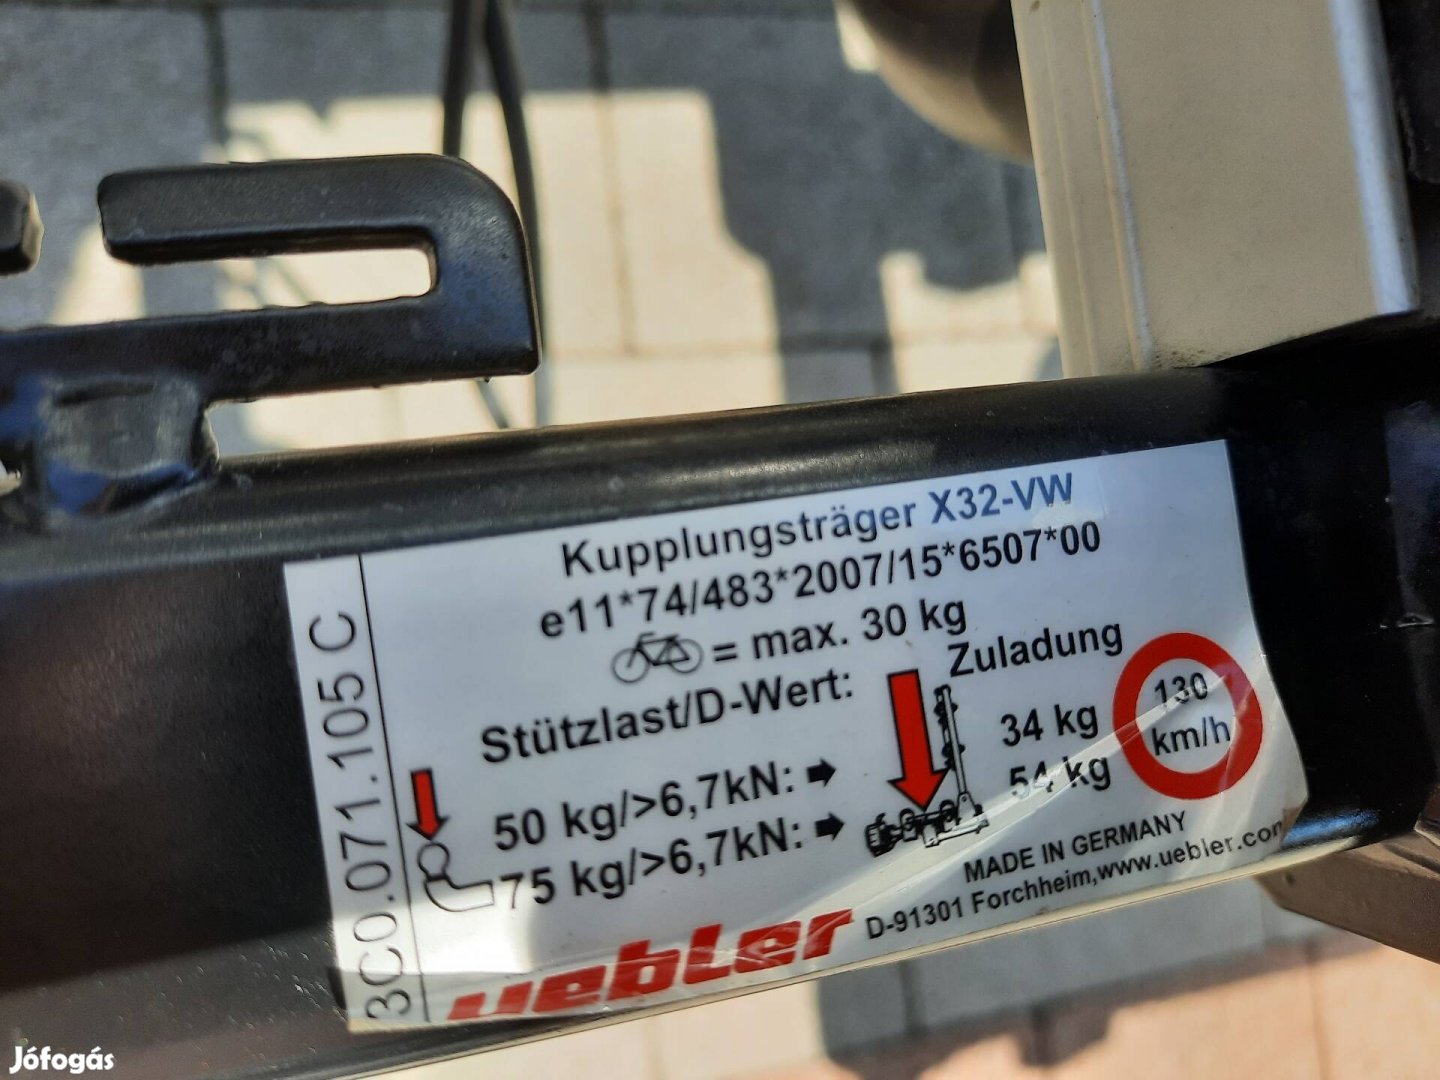 3C0.071.105 C
Kupplungsträger X32-VW
e11*74/483*2007/15*6507*00
= max. 30 kg
Stützlast/D-Wert:
Zuladung
50 kg/>6,7kN:
34 kg
75 kg/>6,7kN:
54 kg
130
km/h
uebler
MADE IN GERMANY
D-91301 Forchheim,www.uebler.com
Jófogás